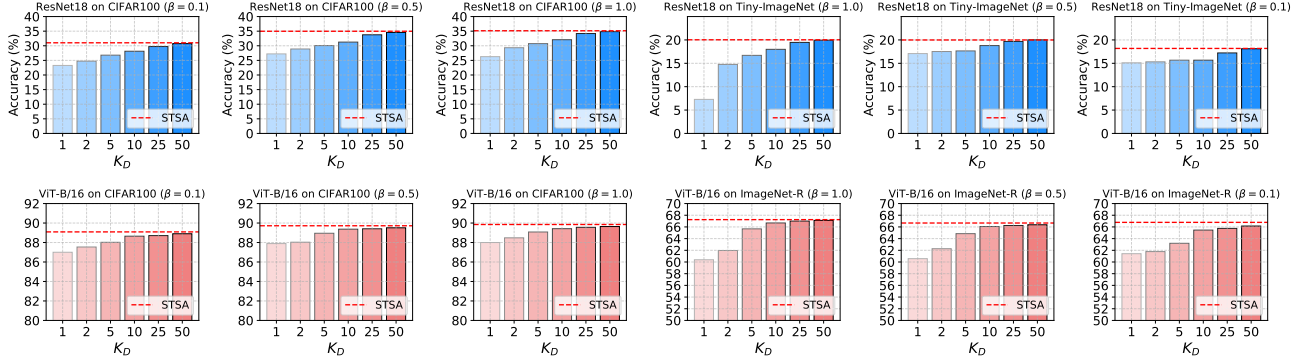 ResNet18 on CIFAR100 (β = 0.1)
Accuracy (%)
40
35
30
25
20
15
10
5
0
STSA
1 2 5 10 25 50
K_D
ResNet18 on CIFAR100 (β = 0.5)
Accuracy (%)
40
35
30
25
20
15
10
5
0
STSA
1 2 5 10 25 50
K_D
ResNet18 on CIFAR100 (β = 1.0)
Accuracy (%)
40
35
30
25
20
15
10
5
0
STSA
1 2 5 10 25 50
K_D
ResNet18 on Tiny-ImageNet (β = 1.0)
Accuracy (%)
20
15
10
5
0
STSA
1 2 5 10 25 50
K_D
ResNet18 on Tiny-ImageNet (β = 0.5)
Accuracy (%)
20
15
10
5
0
STSA
1 2 5 10 25 50
K_D
ResNet18 on Tiny-ImageNet (β = 0.1)
Accuracy (%)
20
15
10
5
0
STSA
1 2 5 10 25 50
K_D
ViT-B/16 on CIFAR100 (β = 0.1)
92
90
88
86
84
82
80
STSA
1 2 5 10 25 50
K_D
ViT-B/16 on CIFAR100 (β = 0.5)
92
90
88
86
84
82
80
STSA
1 2 5 10 25 50
K_D
ViT-B/16 on CIFAR100 (β = 1.0)
92
90
88
86
84
82
80
STSA
1 2 5 10 25 50
K_D
ViT-B/16 on ImageNet-R (β = 1.0)
70
68
66
64
62
60
58
56
54
52
50
STSA
1 2 5 10 25 50
K_D
ViT-B/16 on ImageNet-R (β = 0.5)
70
68
66
64
62
60
58
56
54
52
50
STSA
1 2 5 10 25 50
K_D
ViT-B/16 on ImageNet-R (β = 0.1)
70
68
66
64
62
60
58
56
54
52
50
STSA
1 2 5 10 25 50
K_D